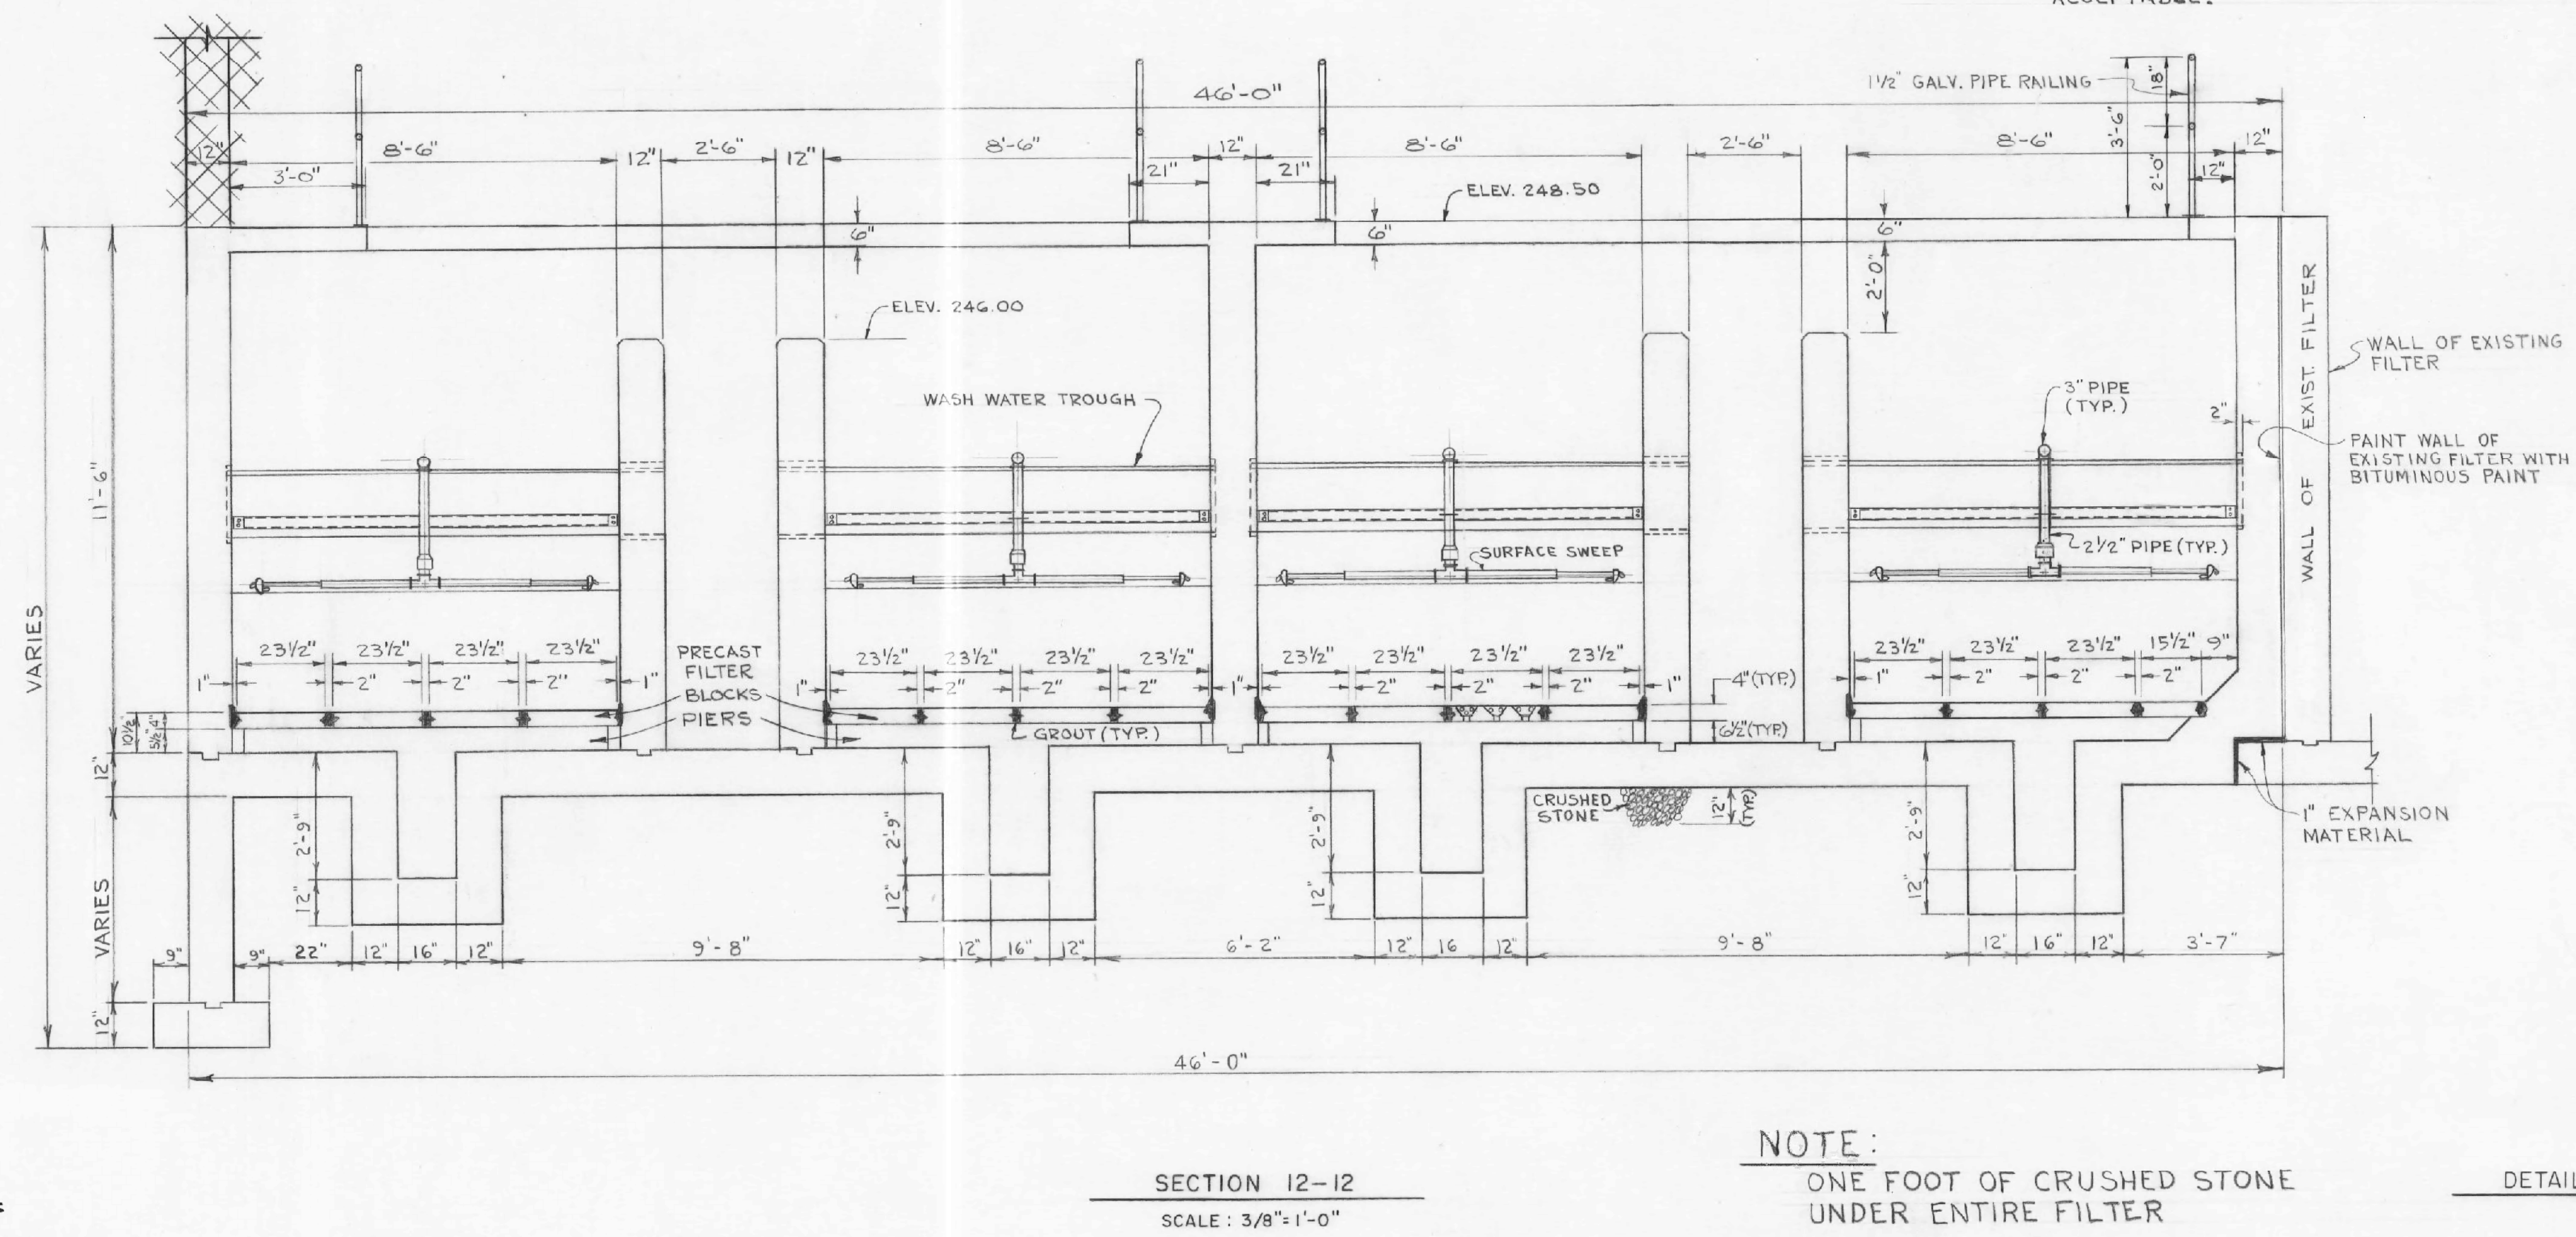 46'-0"
1½" GALV. PIPE RAILING
18"
3'-6"
2'-0"
12"
12"
8'-6"
12"
2'-6"
12"
8'-6"
12"
8'-6"
2'-6"
8'-6"
12"
3'-0"
21"
21"
ELEV. 248.50
6"
6"
6"
2'-0"
ELEV. 246.00
WALL OF EXIST. FILTER
WALL OF EXISTING
FILTER
WASH WATER TROUGH
3" PIPE
(TYP.)
2"
PAINT WALL OF
EXISTING FILTER WITH
BITUMINOUS PAINT
11'-6"
SURFACE SWEEP
2½" PIPE (TYP.)
VARIES
23½" 23½" 23½" 23½"
PRECAST
FILTER
BLOCKS
PIERS
23½" 23½" 23½" 23½"
23½" 23½" 23½" 23½"
23½" 23½" 23½" 15½" 9"
1" 2" 2" 2" 1"
1" 2" 2" 2" 1"
2" 2" 2" 1"
1" 2" 2" 2"
4" (TYP.)
6½" (TYP.)
10½"
5½" 4"
GROUT (TYP.)
12"
CRUSHED
STONE
12"
(TYP.)
1" EXPANSION
MATERIAL
2'-9"
12"
2'-9"
12"
2'-9"
12"
2'-9"
12"
VARIES
12"
9" 9" 22" 12" 16" 12" 9'-8" 12" 16" 12" 6'-2" 12" 16 12" 9'-8" 12" 16" 12" 3'-7"
46'-0"
SECTION 12-12
SCALE: 3/8"=1'-0"
NOTE:
ONE FOOT OF CRUSHED STONE
UNDER ENTIRE FILTER